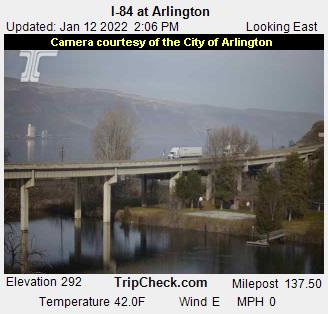 I-84 at Arlington
Updated: Jan 12 2022 2:06 PM Looking East
Camera courtesy of the City of Arlington
Elevation 292 TripCheck.com Milepost 137.50
Temperature 42.0F Wind E MPH 0